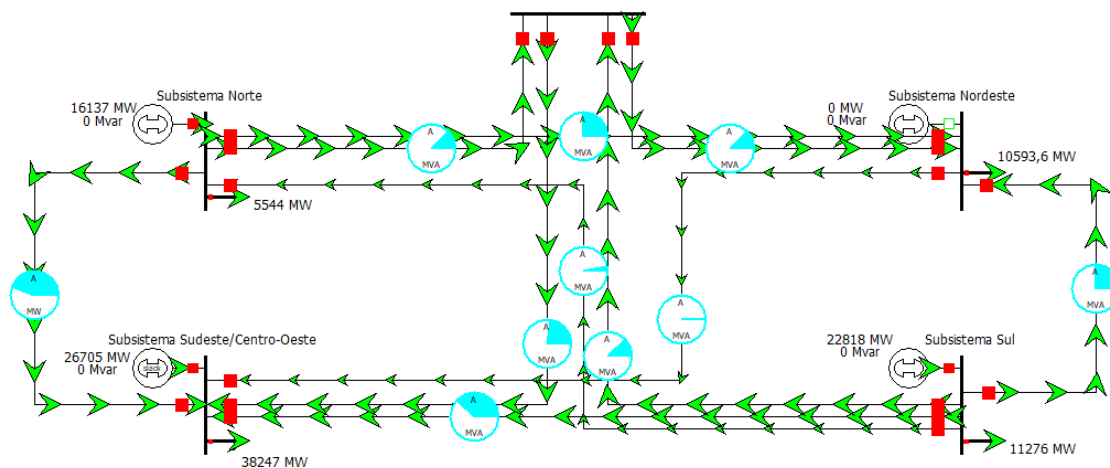 Subsistema Norte
16137 MW
0 Mvar
5544 MW
A
MVA
A
MVA
A
MVA
Subsistema Nordeste
0 MW
0 Mvar
10593,6 MW
A
MW
A
MVA
A
MVA
A
MVA
A
MVA
A
MVA
Subsistema Sudeste/Centro-Oeste
26705 MW
0 Mvar
slack
38247 MW
A
MVA
Subsistema Sul
22818 MW
0 Mvar
11276 MW